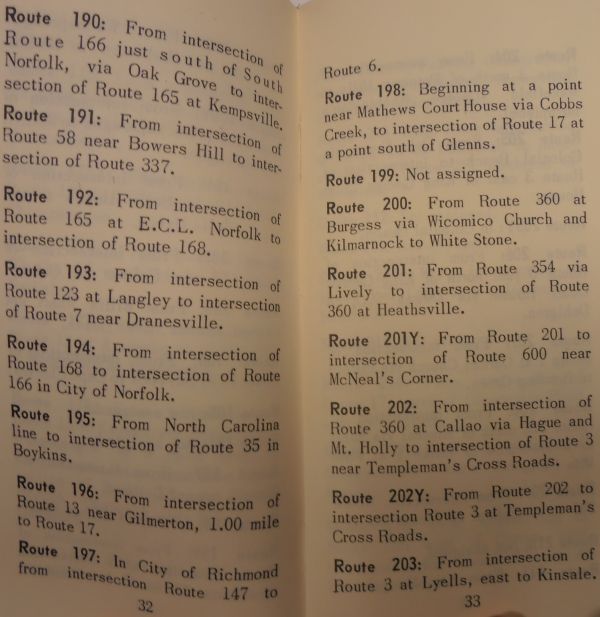 Route 190: From intersection of
Route 166 just south of South
Norfolk, via Oak Grove to inter-
section of Route 165 at Kempsville.
Route 191: From intersection of
Route 58 near Bowers Hill to inter-
section of Route 337.
Route 192: From intersection of
Route 165 at E.C.L. Norfolk to
intersection of Route 168.
Route 193: From intersection of
Route 123 at Langley to intersection
of Route 7 near Dranesville.
Route 194: From intersection of
Route 168 to intersection of Route
166 in City of Norfolk.
Route 195: From North Carolina
line to intersection of Route 35 in
Boykins.
Route 196: From intersection of
Route 13 near Gilmerton, 1.00 mile
to Route 17.
Route 197: In City of Richmond
from intersection Route 147 to
32
Route 6.
Route 198: Beginning at a point
near Mathews Court House via Cobbs
Creek, to intersection of Route 17 at
a point south of Glenns.
Route 199: Not assigned.
Route 200: From Route 360 at
Burgess via Wicomico Church and
Kilmarnock to White Stone.
Route 201: From Route 354 via
Lively to intersection of Route
360 at Heathsville.
Route 201Y: From Route 201 to
intersection of Route 600 near
McNeal's Corner.
Route 202: From intersection of
Route 360 at Callao via Hague and
Mt. Holly to intersection of Route 3
near Templeman's Cross Roads.
Route 202Y: From Route 202 to
intersection Route 3 at Templeman's
Cross Roads.
Route 203: From intersection of
Route 3 at Lyells, east to Kinsale.
33